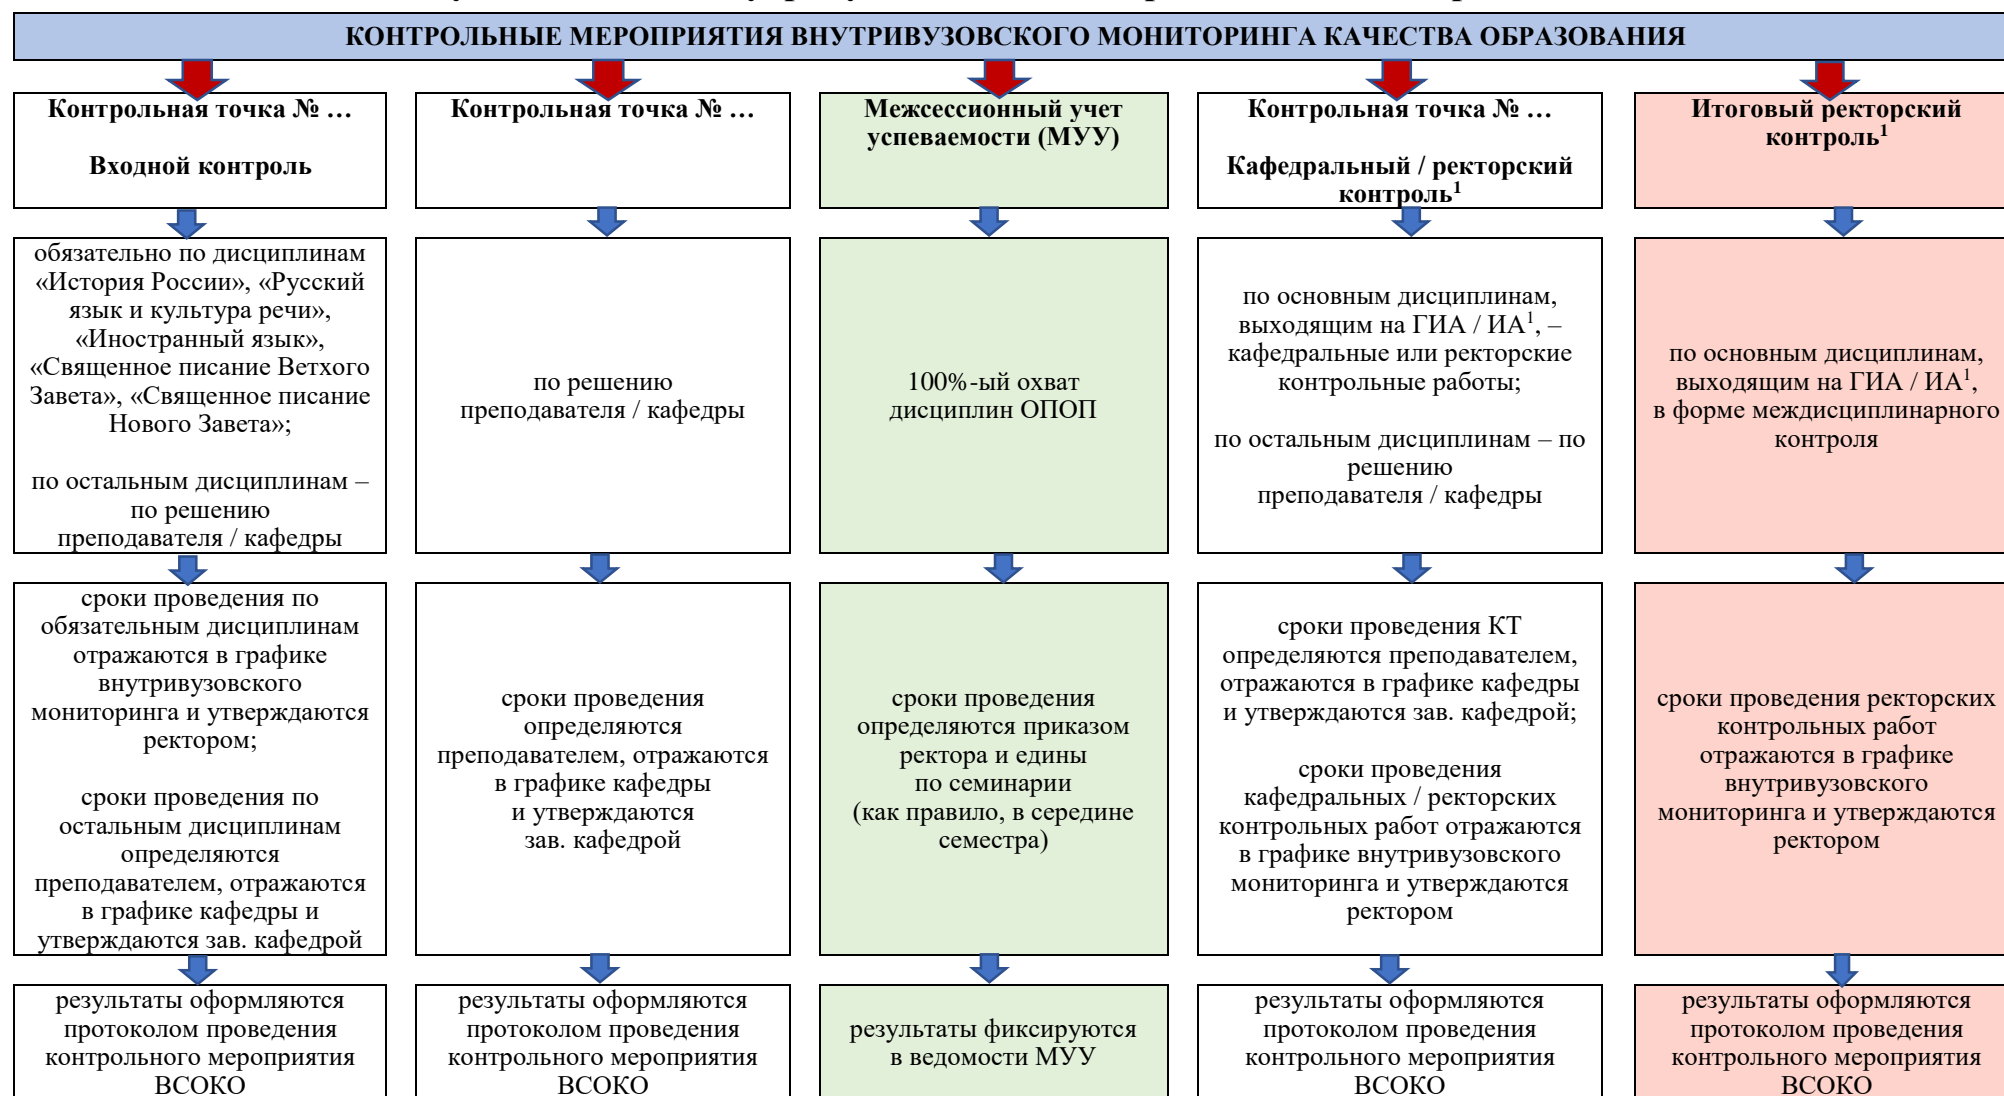 КОНТРОЛЬНЫЕ МЕРОПРИЯТИЯ ВНУТРИВУЗОВСКОГО МОНИТОРИНГА КАЧЕСТВА ОБРАЗОВАНИЯ
Контрольная точка № …
Входной контроль
обязательно по дисциплинам
«История России», «Русский
язык и культура речи»,
«Иностранный язык»,
«Священное писание Ветхого
Завета», «Священное писание
Нового Завета»;
по остальным дисциплинам –
по решению
преподавателя / кафедры
сроки проведения по
обязательным дисциплинам
отражаются в графике
внутривузовского
мониторинга и утверждаются
ректором;
сроки проведения по
остальным дисциплинам
определяются
преподавателем, отражаются
в графике кафедры и
утверждаются зав. кафедрой
результаты оформляются
протоколом проведения
контрольного мероприятия
ВСОКО
Контрольная точка № …
по решению
преподавателя / кафедры
сроки проведения
определяются
преподавателем, отражаются
в графике кафедры
и утверждаются
зав. кафедрой
результаты оформляются
протоколом проведения
контрольного мероприятия
ВСОКО
Межсессионный учет
успеваемости (МУУ)
100%-ый охват
дисциплин ОПОП
сроки проведения
определяются приказом
ректора и едины
по семинарии
(как правило, в середине
семестра)
результаты фиксируются
в ведомости МУУ
Контрольная точка № …
Кафедральный / ректорский
контроль¹
по основным дисциплинам,
выходящим на ГИА / ИА¹, –
кафедральные или ректорские
контрольные работы;
по остальным дисциплинам – по
решению
преподавателя / кафедры
сроки проведения КТ
определяются преподавателем,
отражаются в графике кафедры
и утверждаются зав. кафедрой;
сроки проведения
кафедральных / ректорских
контрольных работ отражаются
в графике внутривузовского
мониторинга и утверждаются
ректором
результаты оформляются
протоколом проведения
контрольного мероприятия
ВСОКО
Итоговый ректорский
контроль¹
по основным дисциплинам,
выходящим на ГИА / ИА¹,
в форме междисциплинарного
контроля
сроки проведения ректорских
контрольных работ
отражаются в графике
внутривузовского
мониторинга и утверждаются
ректором
результаты оформляются
протоколом проведения
контрольного мероприятия
ВСОКО